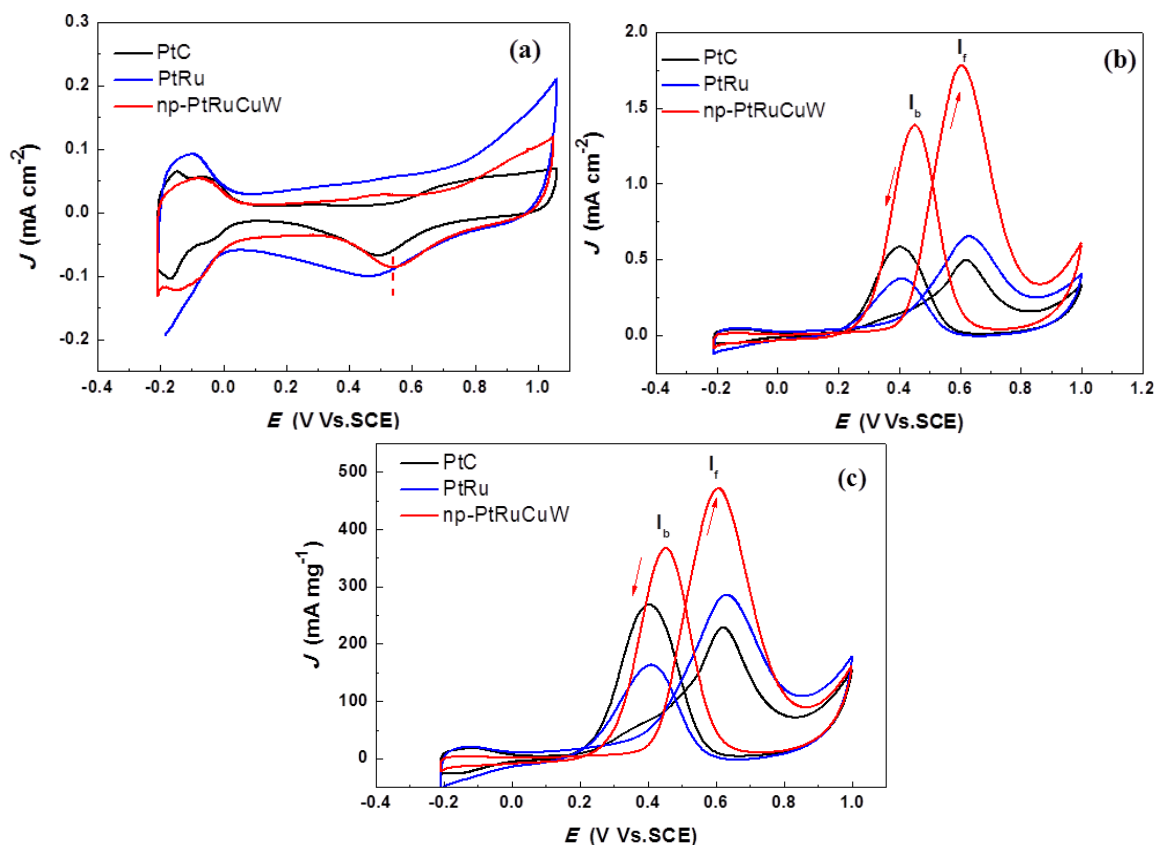 (a)
PtC
PtRu
np-PtRuCuW
0.3
0.2
0.1
0.0
-0.1
-0.2
-0.4 -0.2 0.0 0.2 0.4 0.6 0.8 1.0
J (mA cm-2)
E (V Vs.SCE)
(b)
PtC
PtRu
np-PtRuCuW
If
Ib
2.0
1.5
1.0
0.5
0.0
-0.4 -0.2 0.0 0.2 0.4 0.6 0.8 1.0 1.2
J (mA cm-2)
E (V Vs.SCE)
(c)
PtC
PtRu
np-PtRuCuW
If
Ib
500
400
300
200
100
0
-0.4 -0.2 0.0 0.2 0.4 0.6 0.8 1.0
J (mA mg-1)
E (V Vs.SCE)